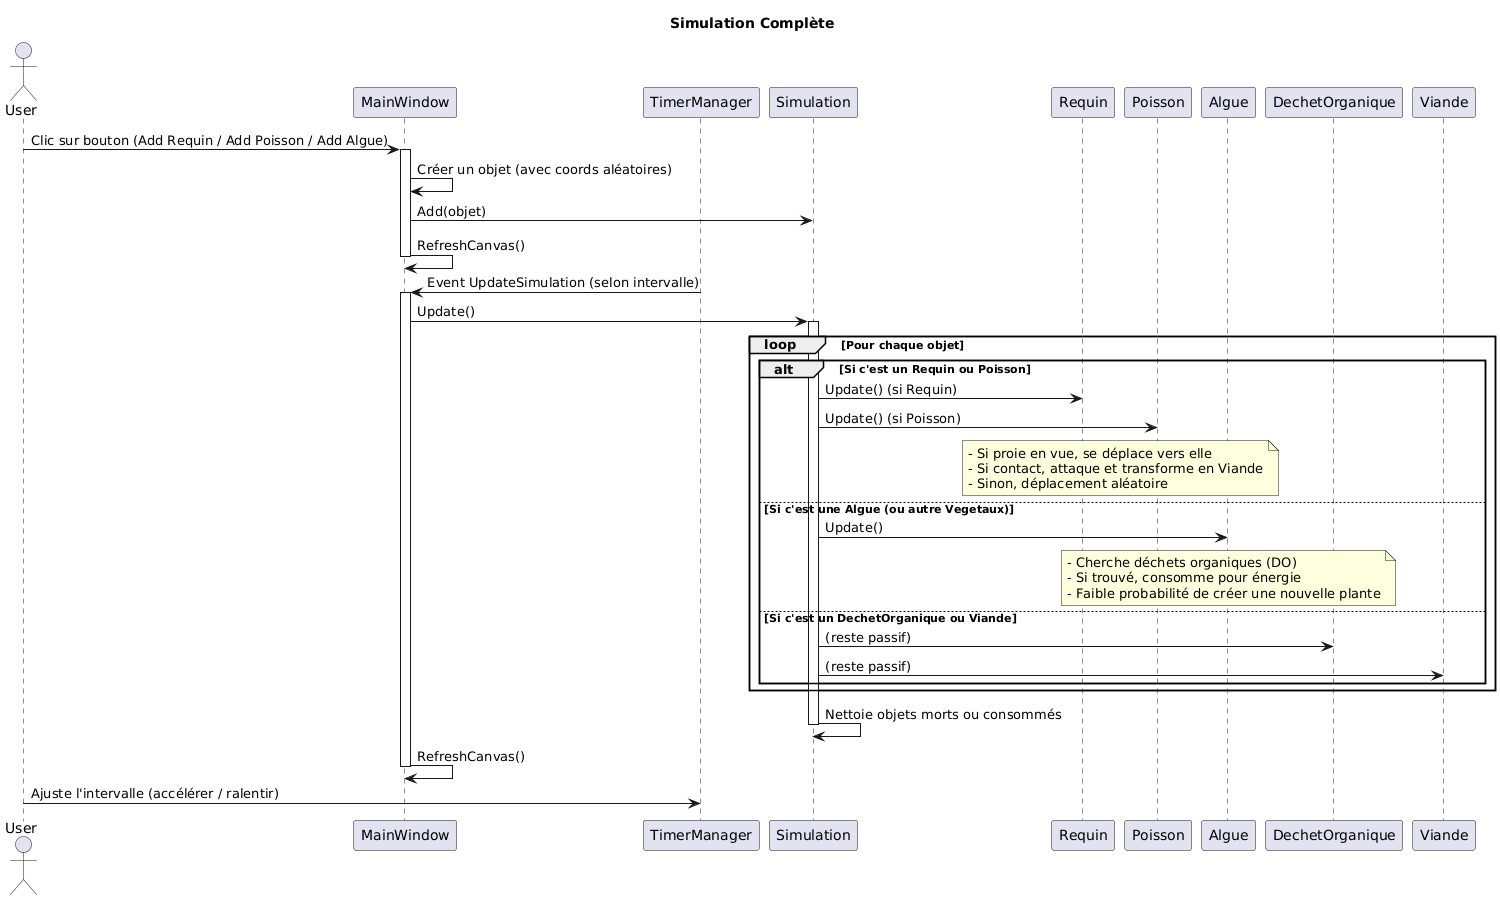 Simulation Complète
User
MainWindow
TimerManager
Simulation
Requin
Poisson
Algue
DechetOrganique
Viande
Clic sur bouton (Add Requin / Add Poisson / Add Algue)
Créer un objet (avec coords aléatoires)
Add(objet)
RefreshCanvas()
Event UpdateSimulation (selon intervalle)
Update()
loop
[Pour chaque objet]
alt
[Si c'est un Requin ou Poisson]
Update() (si Requin)
Update() (si Poisson)
- Si proie en vue, se déplace vers elle
- Si contact, attaque et transforme en Viande
- Sinon, déplacement aléatoire
[Si c'est une Algue (ou autre Vegetaux)]
Update()
- Cherche déchets organiques (DO)
- Si trouvé, consomme pour énergie
- Faible probabilité de créer une nouvelle plante
[Si c'est un DechetOrganique ou Viande]
(reste passif)
(reste passif)
Nettoie objets morts ou consommés
RefreshCanvas()
Ajuste l'intervalle (accélérer / ralentir)
User
MainWindow
TimerManager
Simulation
Requin
Poisson
Algue
DechetOrganique
Viande